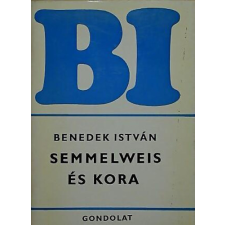 BI
BENEDEK ISTVÁN
SEMMELWEIS
ÉS KORA
GONDOLAT